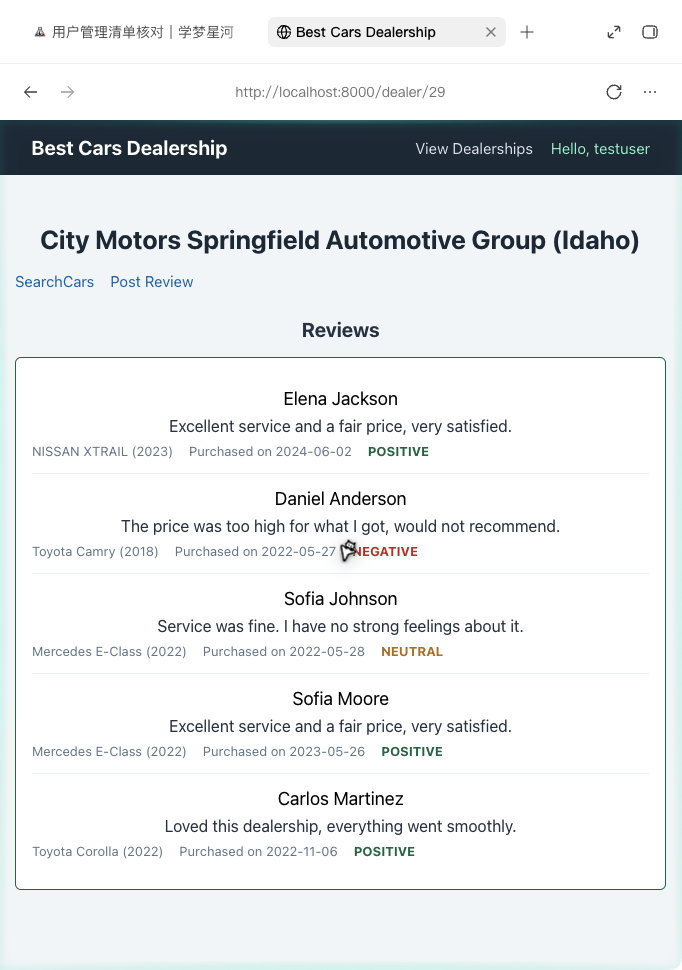 用户管理清单核对｜学梦星河
Best Cars Dealership
http://localhost:8000/dealer/29
Best Cars Dealership
View Dealerships
Hello, testuser
City Motors Springfield Automotive Group (Idaho)
SearchCars
Post Review
Reviews
Elena Jackson
Excellent service and a fair price, very satisfied.
NISSAN XTRAIL (2023) Purchased on 2024-06-02 POSITIVE
Daniel Anderson
The price was too high for what I got, would not recommend.
Toyota Camry (2018) Purchased on 2022-05-27 NEGATIVE
Sofia Johnson
Service was fine. I have no strong feelings about it.
Mercedes E-Class (2022) Purchased on 2022-05-28 NEUTRAL
Sofia Moore
Excellent service and a fair price, very satisfied.
Mercedes E-Class (2022) Purchased on 2023-05-26 POSITIVE
Carlos Martinez
Loved this dealership, everything went smoothly.
Toyota Corolla (2022) Purchased on 2022-11-06 POSITIVE